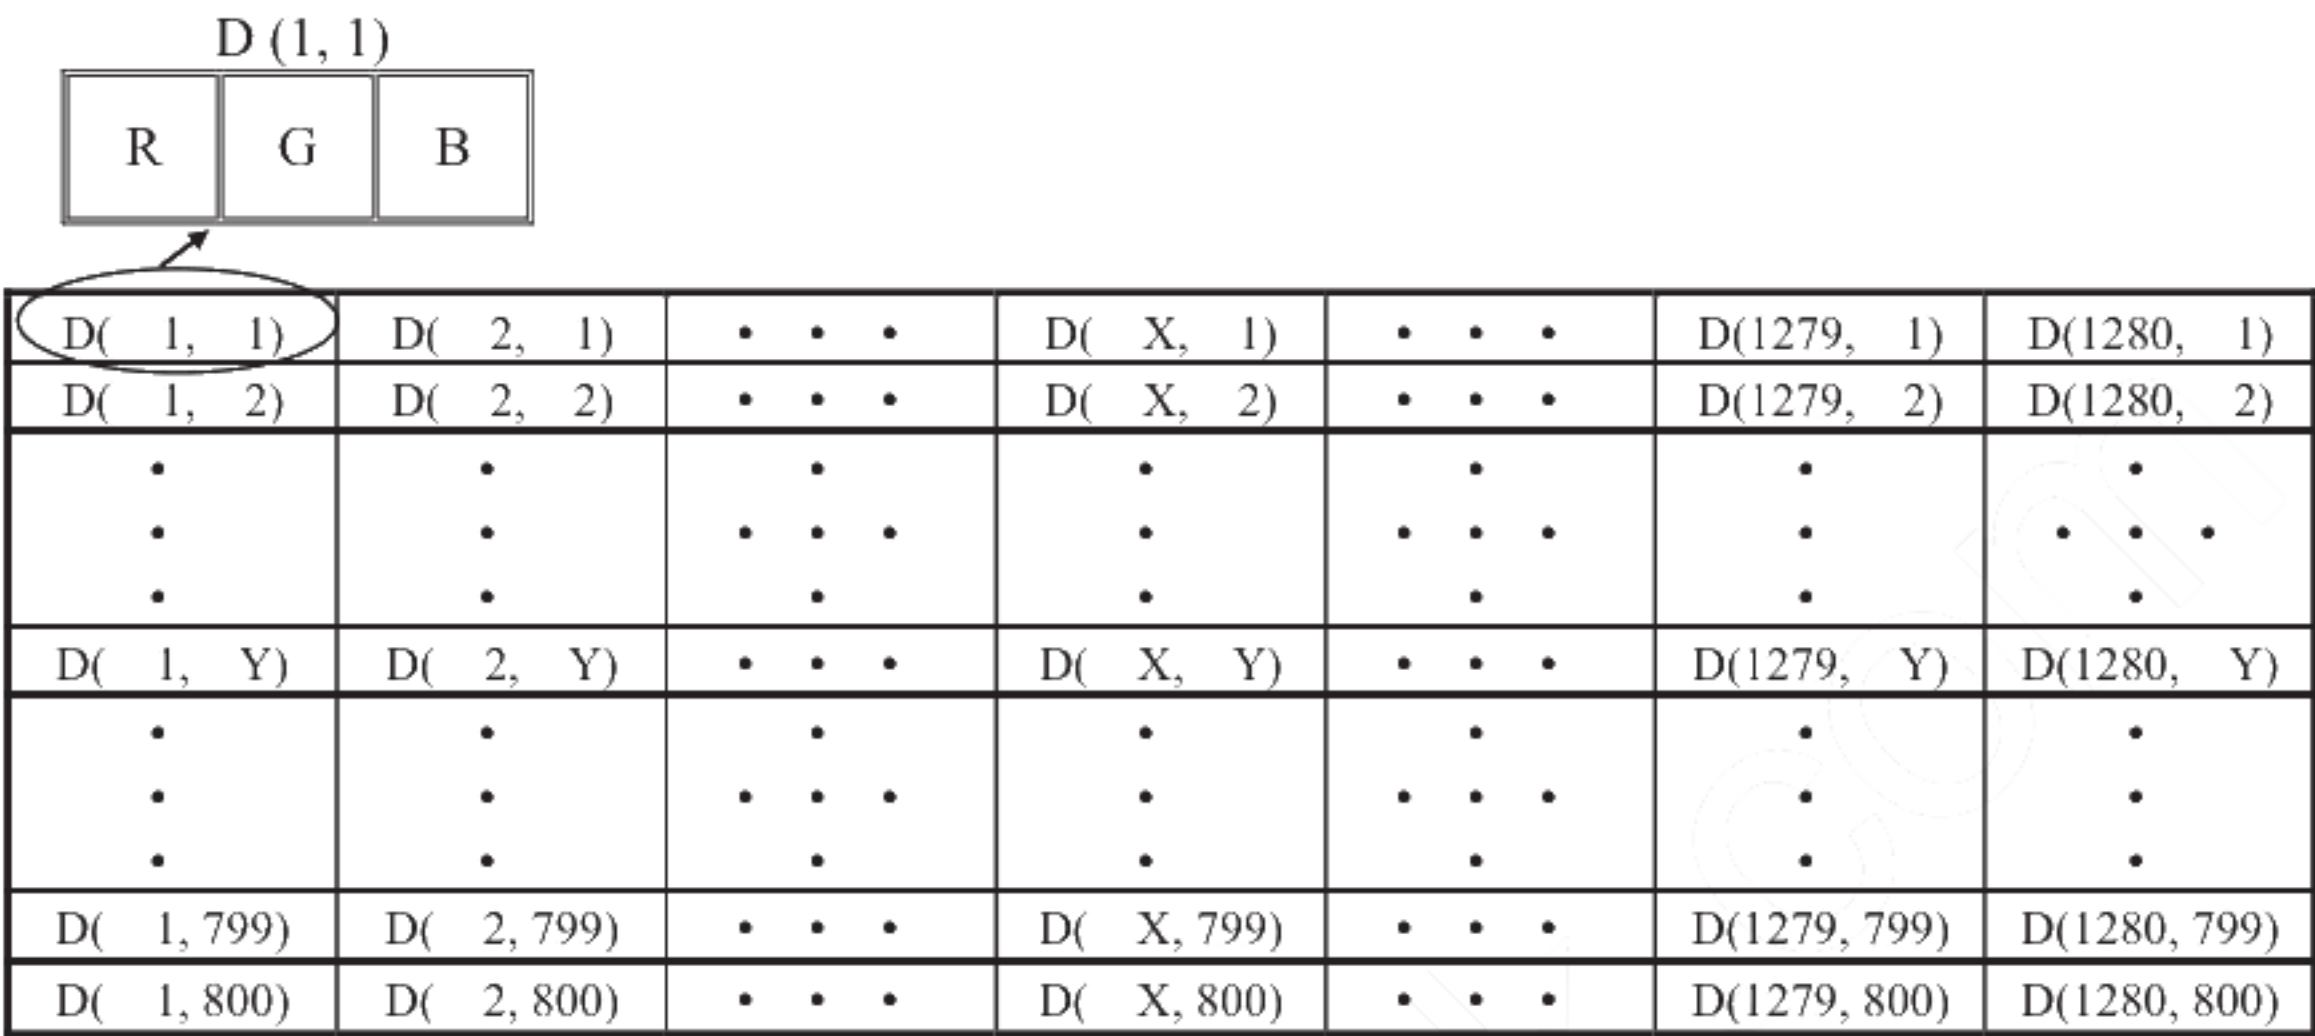 D (1, 1)
R G B
D( 1, 1) D( 2, 1) • • • D( X, 1) • • • D(1279, 1) D(1280, 1)
D( 1, 2) D( 2, 2) • • • D( X, 2) • • • D(1279, 2) D(1280, 2)
• • • • • • •
• • • • • • • • • • • • •
• • • • • • •
D( 1, Y) D( 2, Y) • • • D( X, Y) • • • D(1279, Y) D(1280, Y)
• • • • • • •
• • • • • • • • • • •
• • • • • • •
D( 1, 799) D( 2, 799) • • • D( X, 799) • • • D(1279, 799) D(1280, 799)
D( 1, 800) D( 2, 800) • • • D( X, 800) • • • D(1279, 800) D(1280, 800)